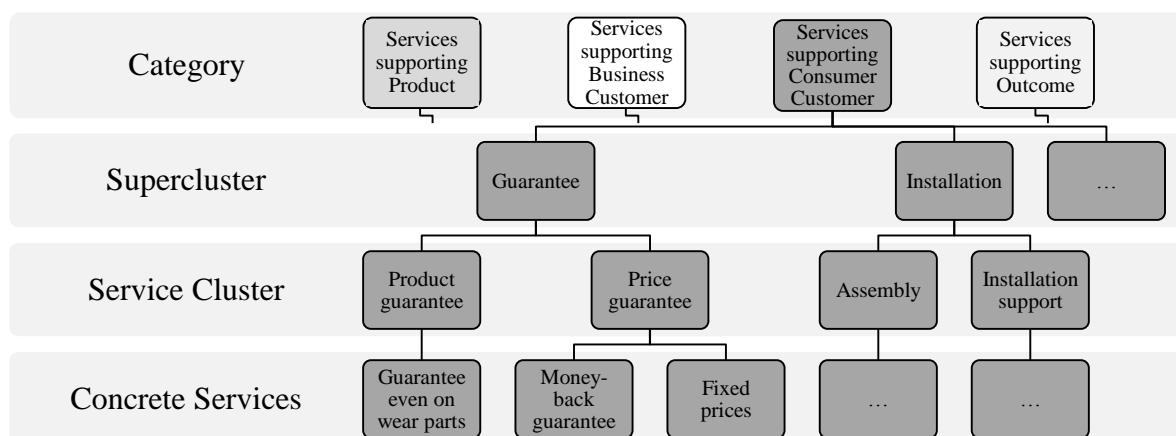 Category
Services
supporting
Product
Services
supporting
Business
Customer
Services
supporting
Consumer
Customer
Services
supporting
Outcome
Supercluster
Guarantee
Installation
…
Service Cluster
Product
guarantee
Price
guarantee
Assembly
Installation
support
Concrete Services
Guarantee
even on
wear parts
Money-
back
guarantee
Fixed
prices
…
…